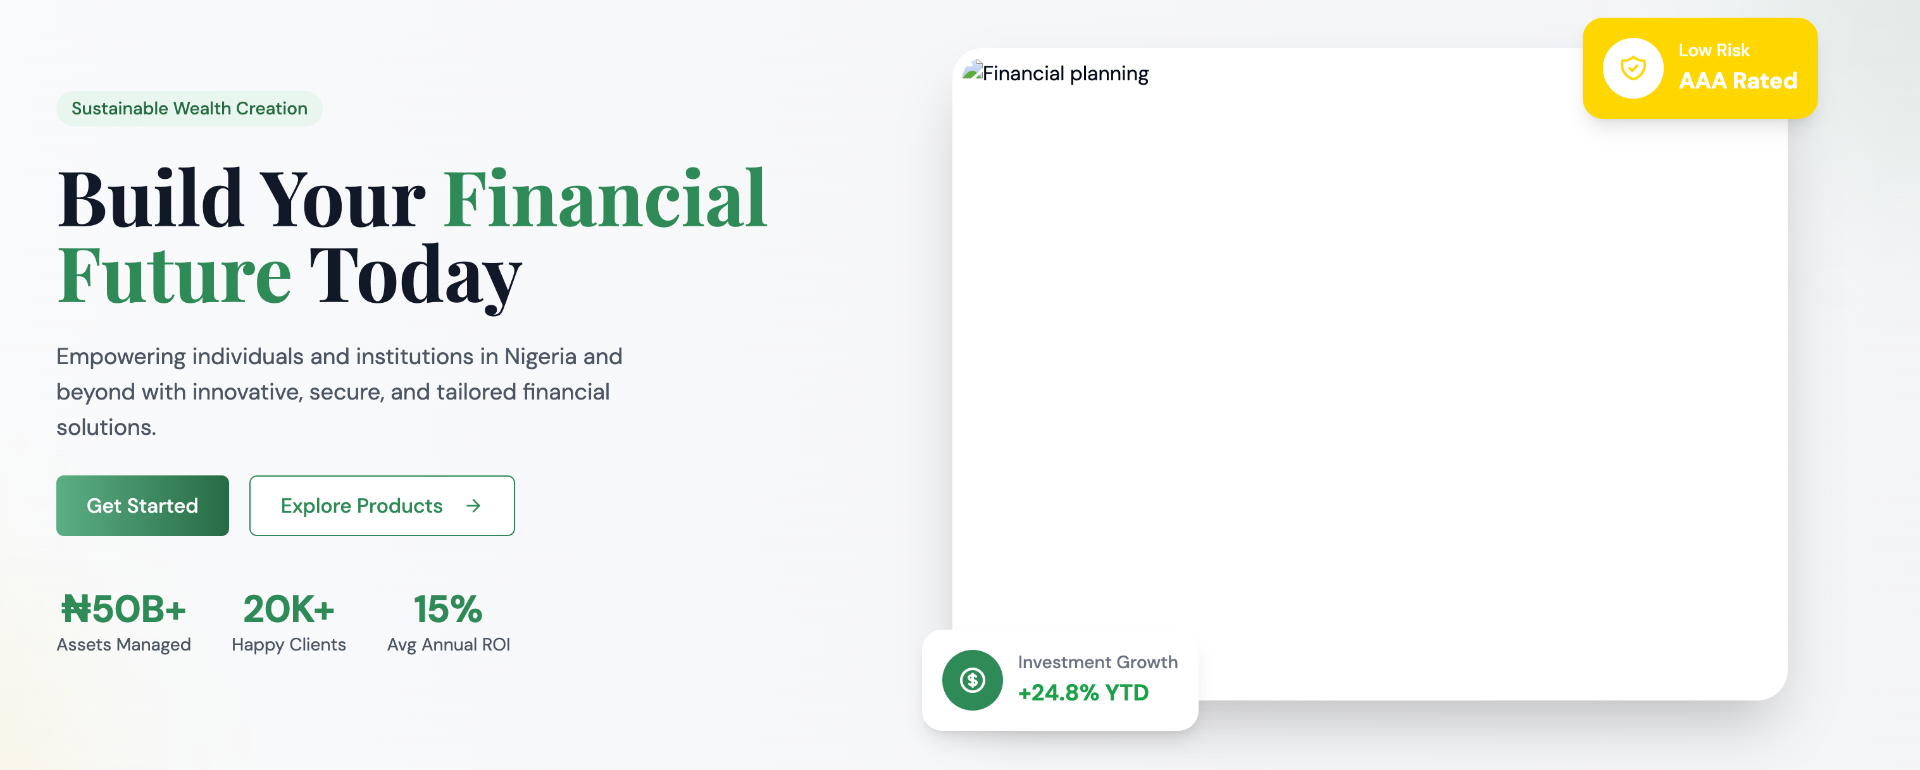 Sustainable Wealth Creation
Build Your Financial
Future Today
Empowering individuals and institutions in Nigeria and
beyond with innovative, secure, and tailored financial
solutions.
Get Started
Explore Products →
₦50B+
Assets Managed
20K+
Happy Clients
15%
Avg Annual ROI
Financial planning
Low Risk
AAA Rated
Investment Growth
+24.8% YTD